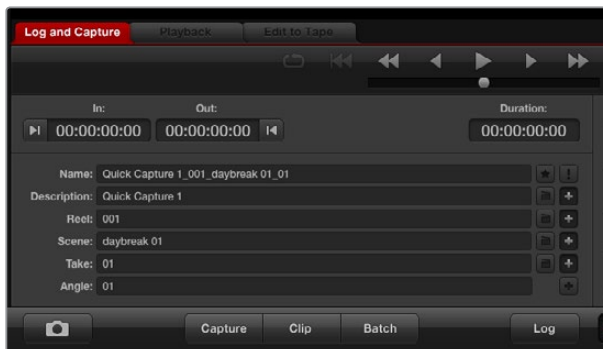 Log and Capture Playback Edit to Tape
In: Out: Duration:
00:00:00:00 00:00:00:00 00:00:00:00
Name: Quick Capture 1_001_daybreak 01_01
Description: Quick Capture 1
Reel: 001
Scene: daybreak 01
Take: 01
Angle: 01
Capture Clip Batch Log